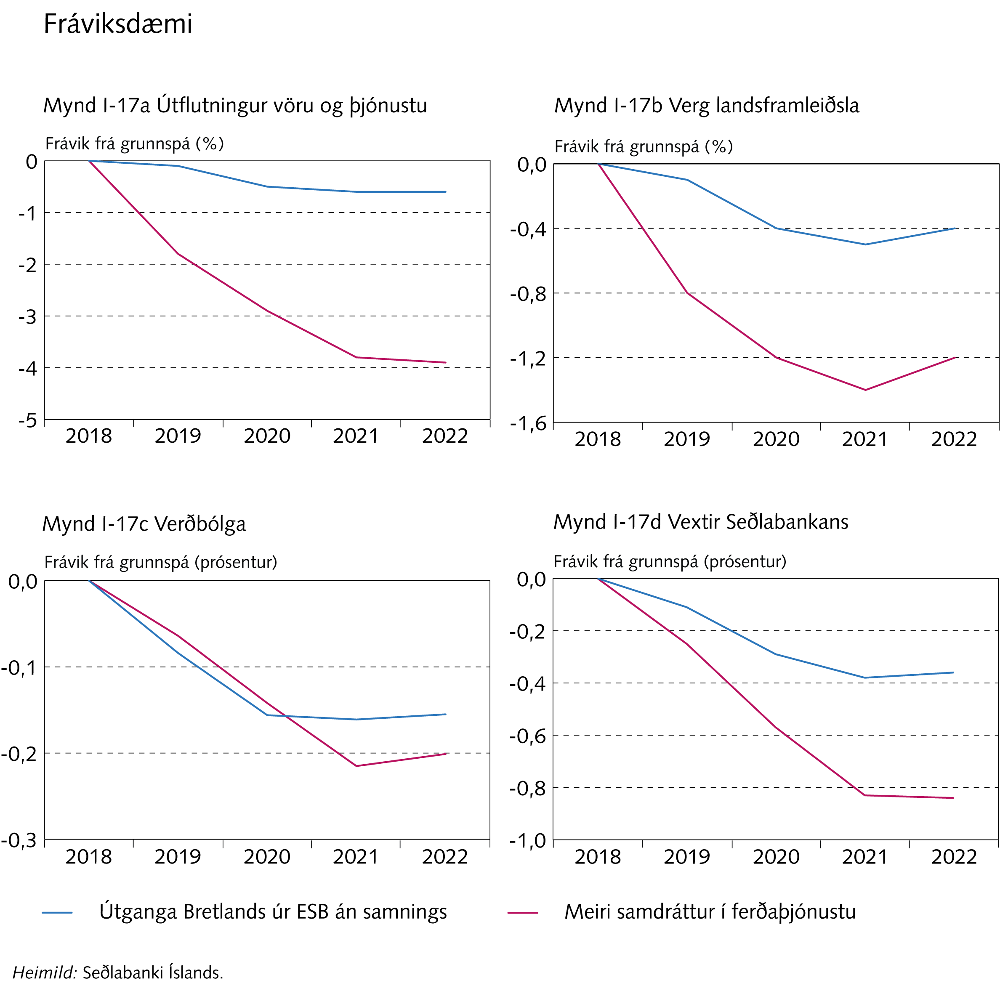 Fráviksdæmi
Mynd I-17a Útflutningur vöru og þjónustu
Frávik frá grunnspá (%)
0
-1
-2
-3
-4
-5
2018 2019 2020 2021 2022
Mynd I-17b Verg landsframleiðsla
Frávik frá grunnspá (%)
0,0
-0,4
-0,8
-1,2
-1,6
2018 2019 2020 2021 2022
Mynd I-17c Verðbólga
Frávik frá grunnspá (prósentur)
0,0
-0,1
-0,2
-0,3
2018 2019 2020 2021 2022
Mynd I-17d Vextir Seðlabankans
Frávik frá grunnspá (prósentur)
0,0
-0,2
-0,4
-0,6
-0,8
-1,0
2018 2019 2020 2021 2022
Útganga Bretlands úr ESB án samnings
Meiri samdráttur í ferðaþjónustu
Heimild: Seðlabanki Íslands.